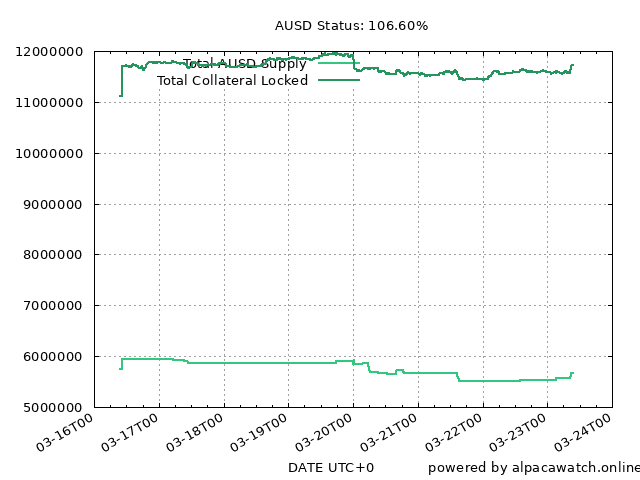 AUSD Status: 106.60%
12000000
Total AUSD Supply
Total Collateral Locked
11000000
10000000
9000000
8000000
7000000
6000000
5000000
03-16T00
03-17T00
03-18T00
03-19T00
03-20T00
03-21T00
03-22T00
03-23T00
03-24T00
DATE UTC+0
powered by alpacawatch.online